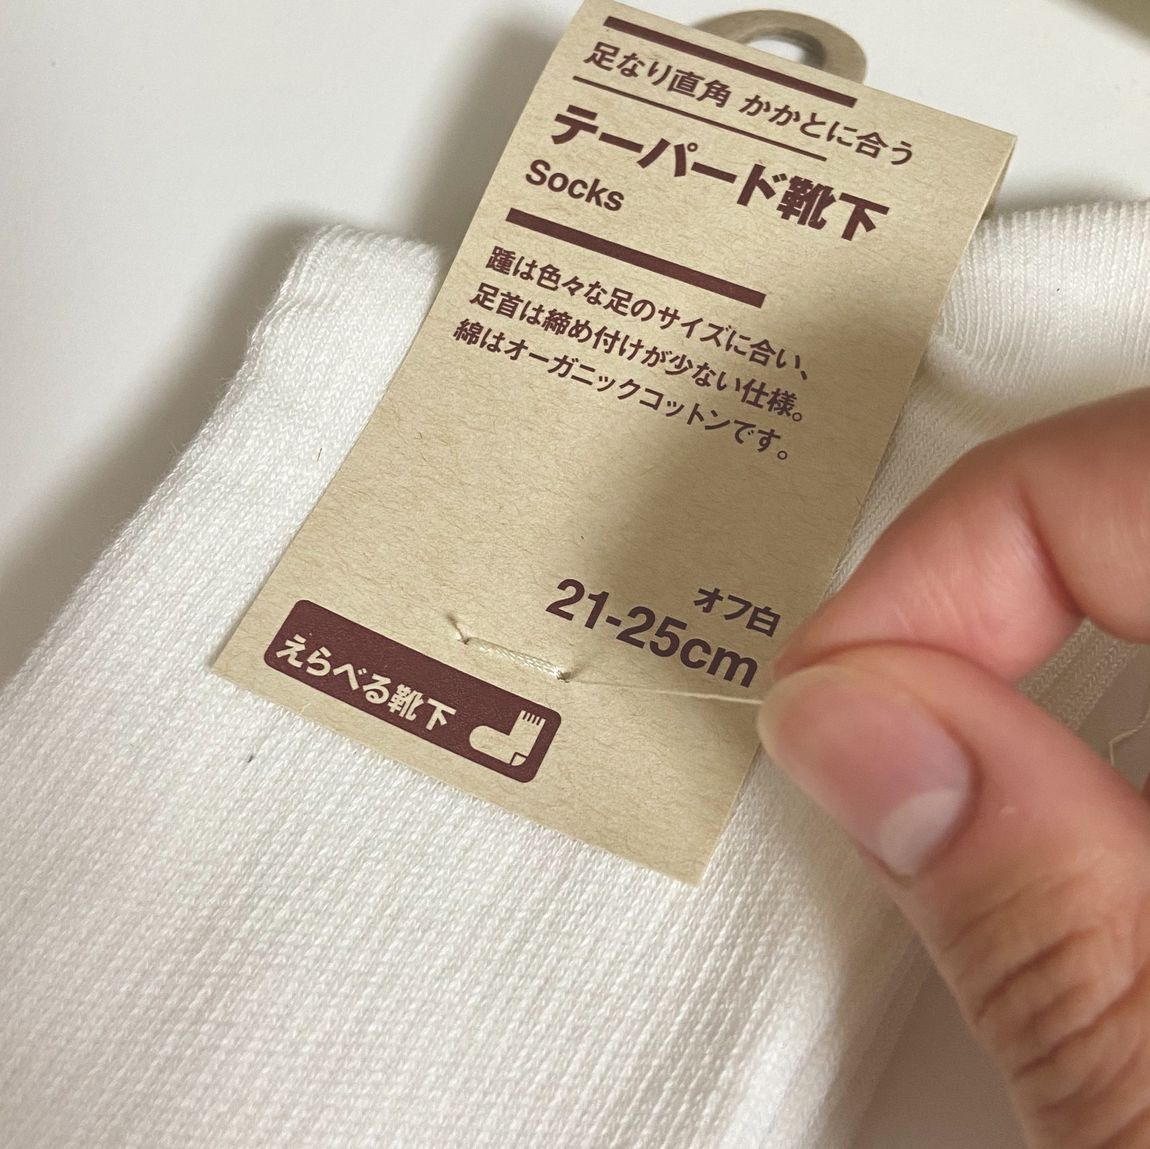 足なり直角 かかとに合う
テーパード靴下
Socks
踵は色々な足のサイズに合い、
足首は締め付けが少ない仕様。
綿はオーガニックコットンです。
オフ白
21-25cm
えらべる靴下